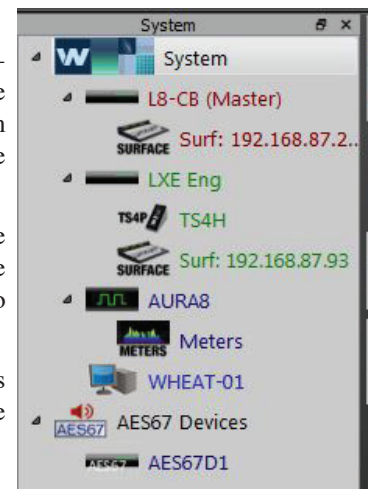 System
W System
L8-CB (Master)
SURFACE Surf: 192.168.87.2..
LXE Eng
TS4P TS4H
SURFACE Surf: 192.168.87.93
AURA8
METERS Meters
WHEAT-01
AES67 AES67 Devices
AES67 AES67D1